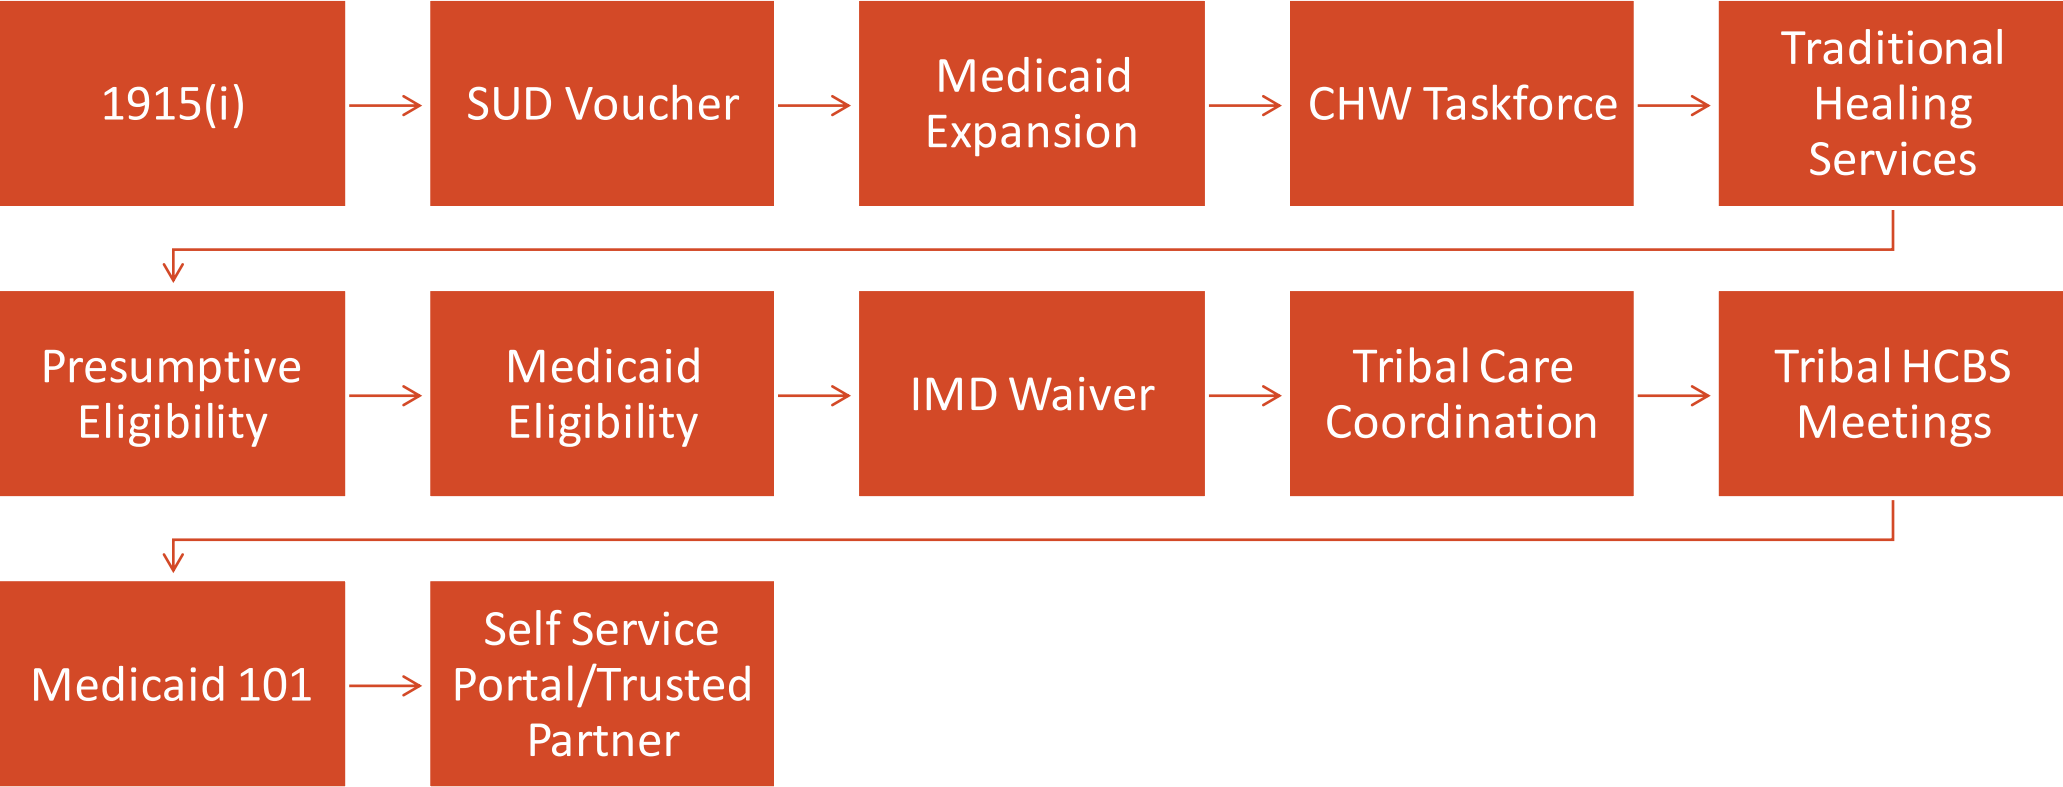 1915(i)
SUD Voucher
Medicaid
Expansion
CHW Taskforce
Traditional
Healing
Services
Presumptive
Eligibility
Medicaid
Eligibility
IMD Waiver
Tribal Care
Coordination
Tribal HCBS
Meetings
Medicaid 101
Self Service
Portal/Trusted
Partner